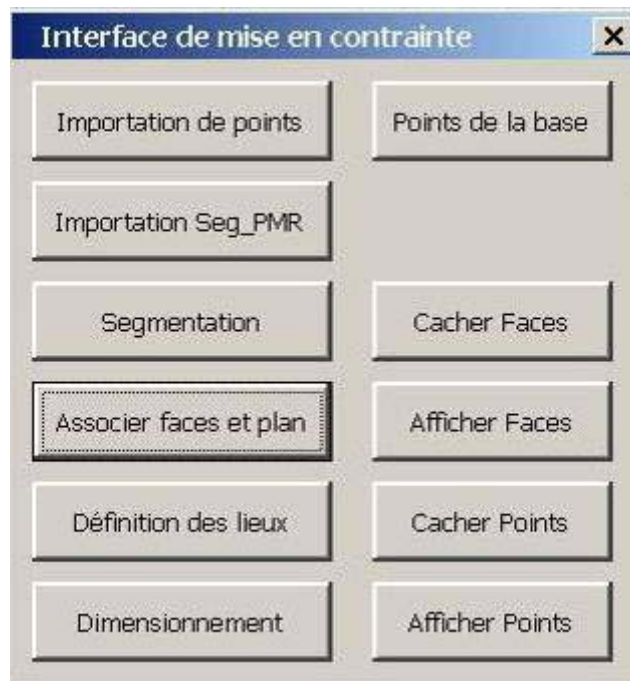 Interface de mise en contrainte
Importation de points
Points de la base
Importation Seg_PMR
Segmentation
Cacher Faces
Associer faces et plan
Afficher Faces
Définition des lieux
Cacher Points
Dimensionnement
Afficher Points